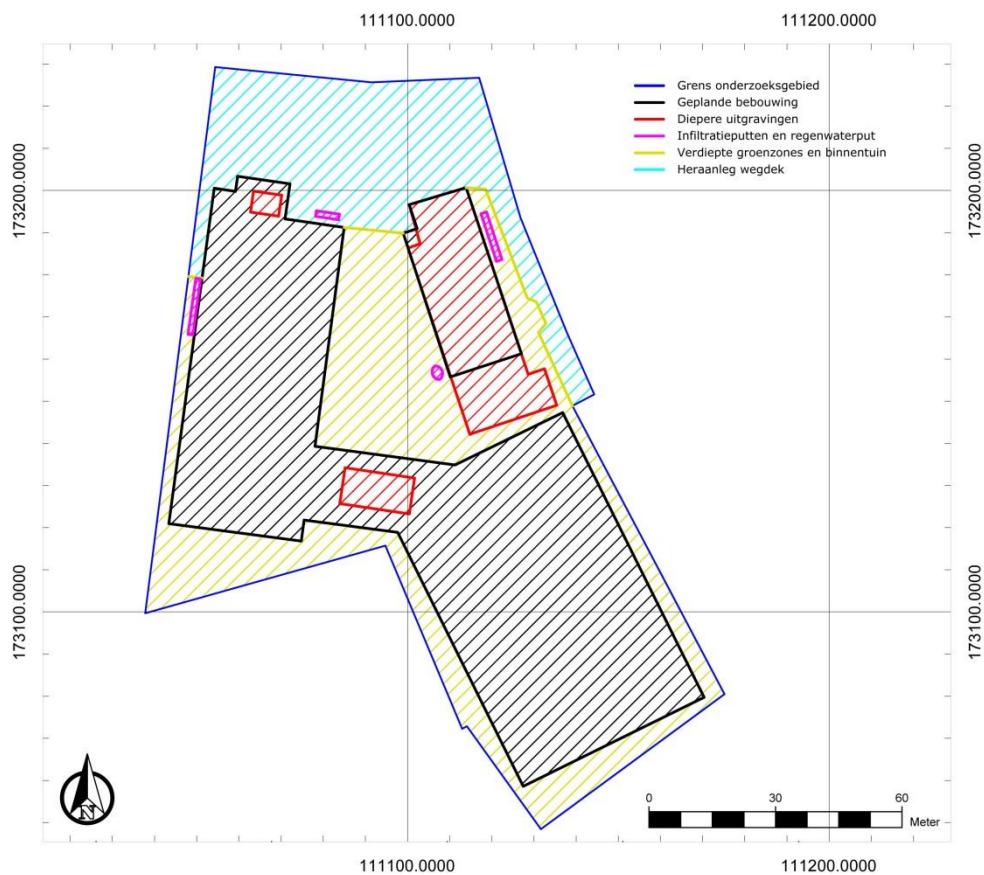 111100.0000 111200.0000
Grens onderzoeksgebied
Geplande bebouwing
Diepere uitgravingen
Infiltratieputten en regenwaterput
Verdiepte groenzones en binnentuin
Heraanleg wegdek
173200.0000 173200.0000
173100.0000 173100.0000
N
0 30 60
Meter
111100.0000 111200.0000